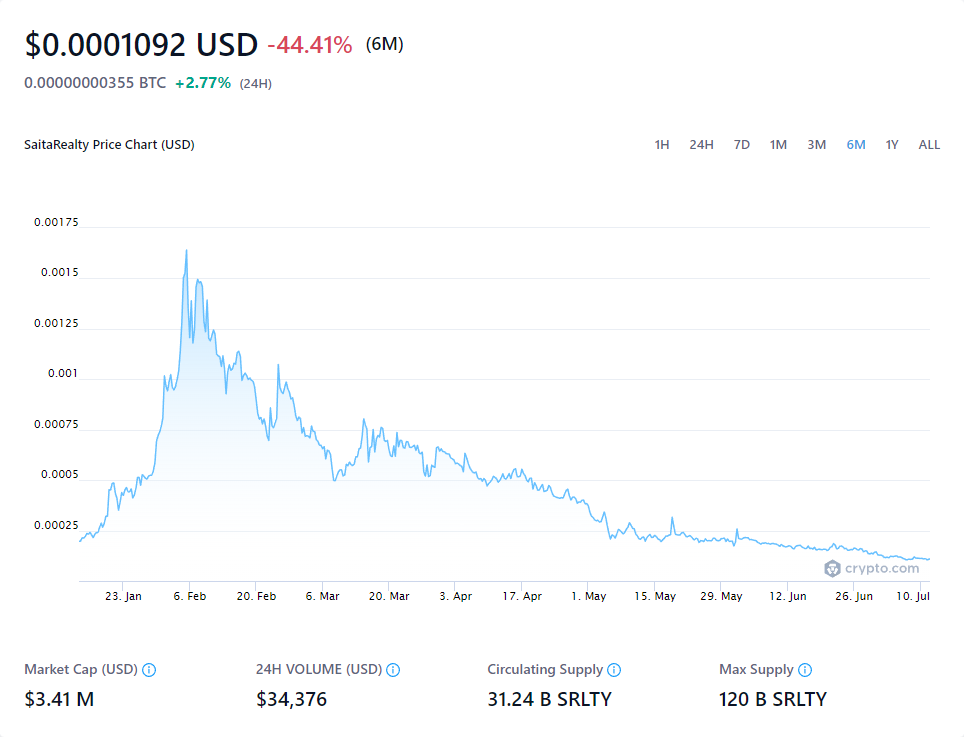 $0.0001092 USD -44.41% (6M)
0.00000000355 BTC +2.77% (24H)
SaitaRealty Price Chart (USD) 1H 24H 7D 1M 3M 6M 1Y ALL
0.00175
0.0015
0.00125
0.001
0.00075
0.0005
0.00025
crypto.com
23. Jan 6. Feb 20. Feb 6. Mar 20. Mar 3. Apr 17. Apr 1. May 15. May 29. May 12. Jun 26. Jun 10. Jul
Market Cap (USD) 24H VOLUME (USD) Circulating Supply Max Supply
$3.41 M $34,376 31.24 B SRLTY 120 B SRLTY